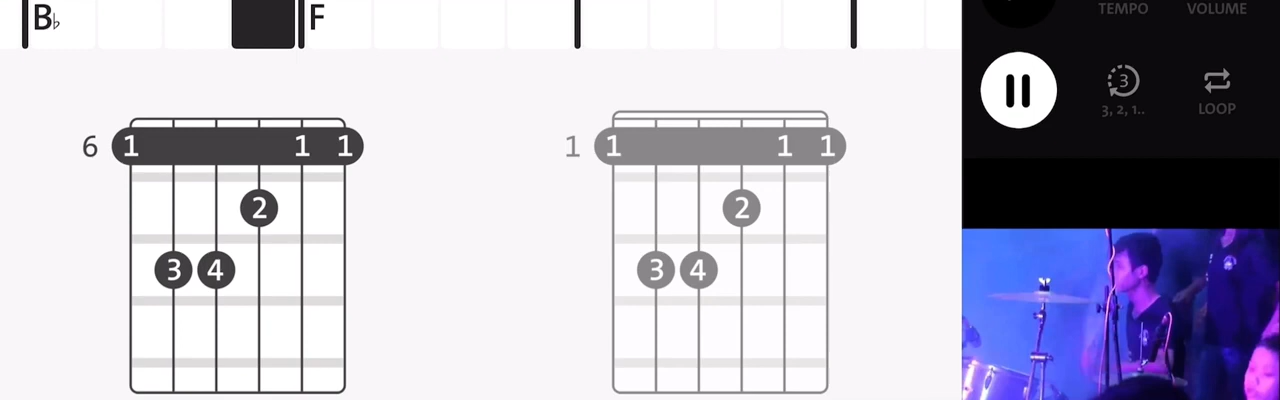 B♭ F
TEMPO VOLUME
3
3, 2, 1.. LOOP
6 1 1 1
1 1 1 1
2
2
3 4
3 4